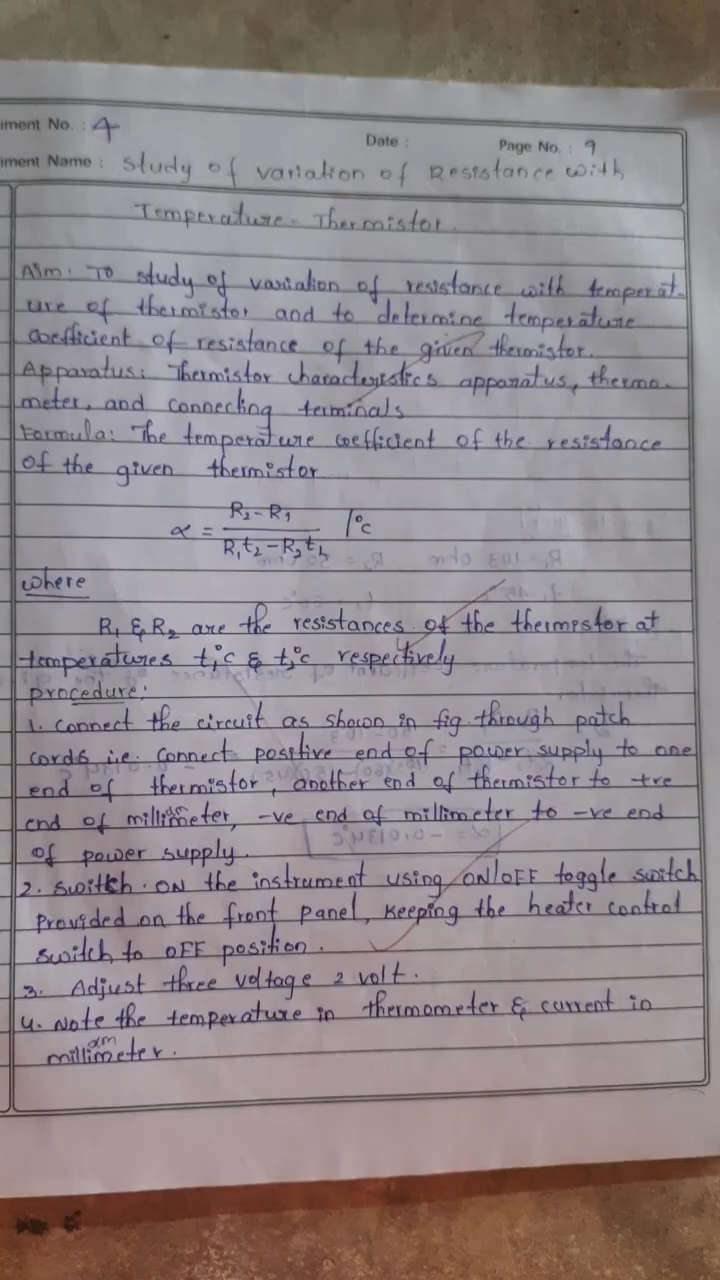 iment No. : 4
Date :
Page No. : 9
iment Name : Study of variation of Resistance with
Temperature - Thermistor.
Aim: To study of variation of resistance with temperat-
ure of thermistor and to determine temperature
coefficient of resistance of the given thermistor.
Apparatus: Thermistor characteristics apparatus, thermo-
meter, and connecting terminals
Formula: The temperature coefficient of the resistance
of the given thermistor
α = (R₂-R₁)/(R₁t₂-R₂t₁) /°c
where
R₁ & R₂ are the resistances of the thermistor at
temperatures t₁°c & t₂°c respectively
procedure:
1. connect the circuit as shown in fig. through patch
cords i.e. connect positive end of power supply to one
end of thermistor, another end of thermistor to +ve
end of milliammeter, -ve end of millimeter to -ve end
of power supply.
2. switch ON the instrument using ON/OFF toggle switch
provided on the front panel, keeping the heater control
switch to OFF position.
3. Adjust three voltage 2 volt.
4. Note the temperature in thermometer & current in
milliammeter.